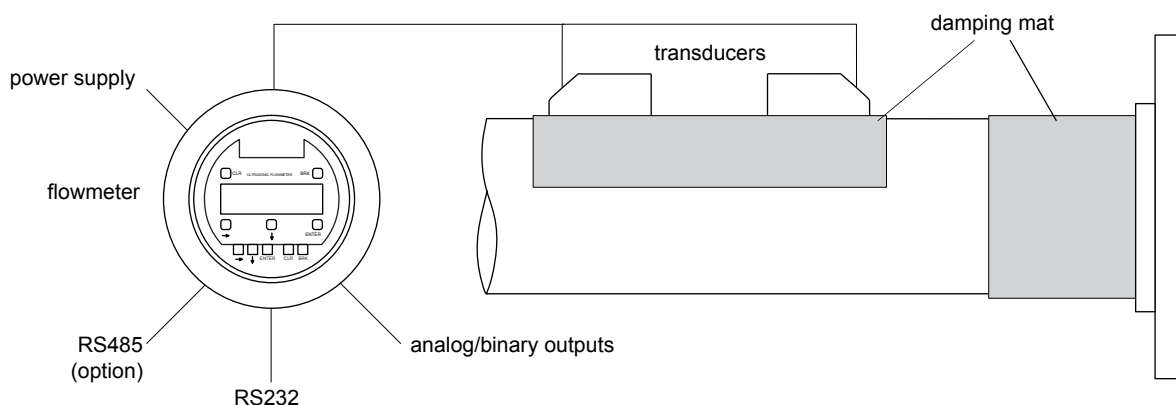 damping mat
transducers
power supply
CLR ULTRASONIC FLOWMETER BRK
flowmeter
ENTER
ENTER CLR BRK
RS485
(option)
analog/binary outputs
RS232